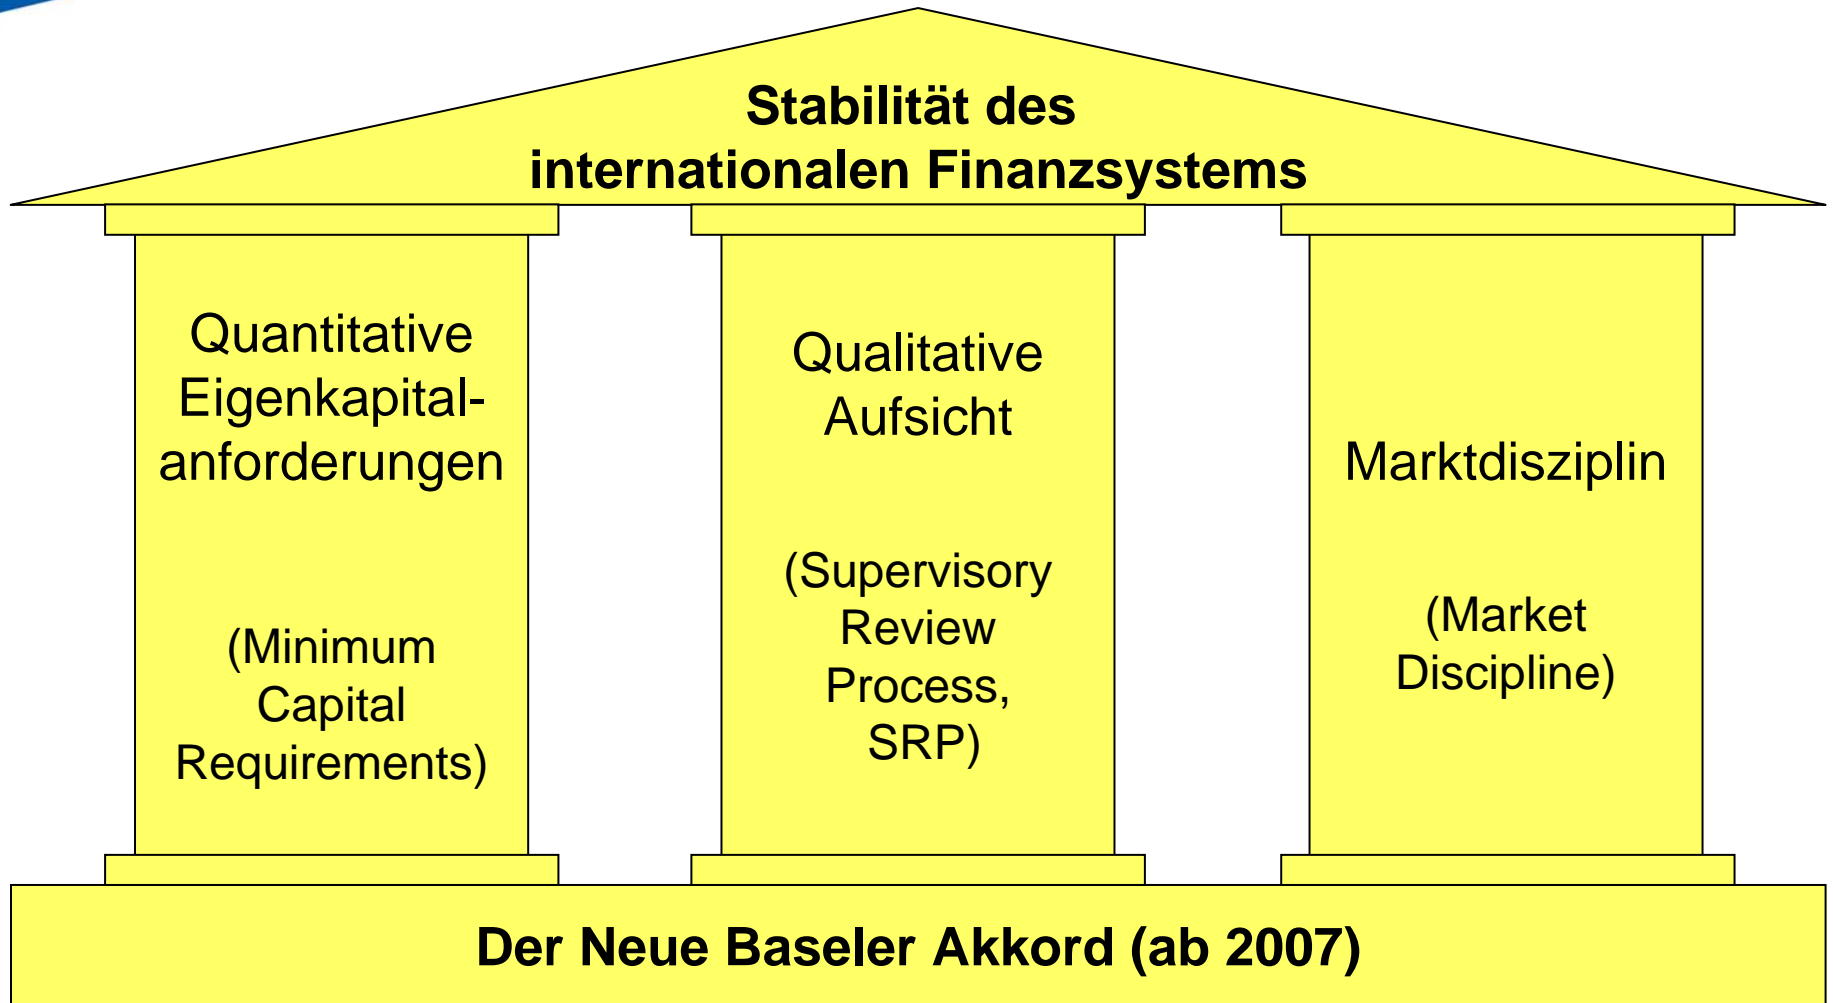 Stabilität des
internationalen Finanzsystems
Quantitative
Eigenkapital-
anforderungen
(Minimum
Capital
Requirements)
Qualitative
Aufsicht
(Supervisory
Review
Process,
SRP)
Marktdisziplin
(Market
Discipline)
Der Neue Baseler Akkord (ab 2007)